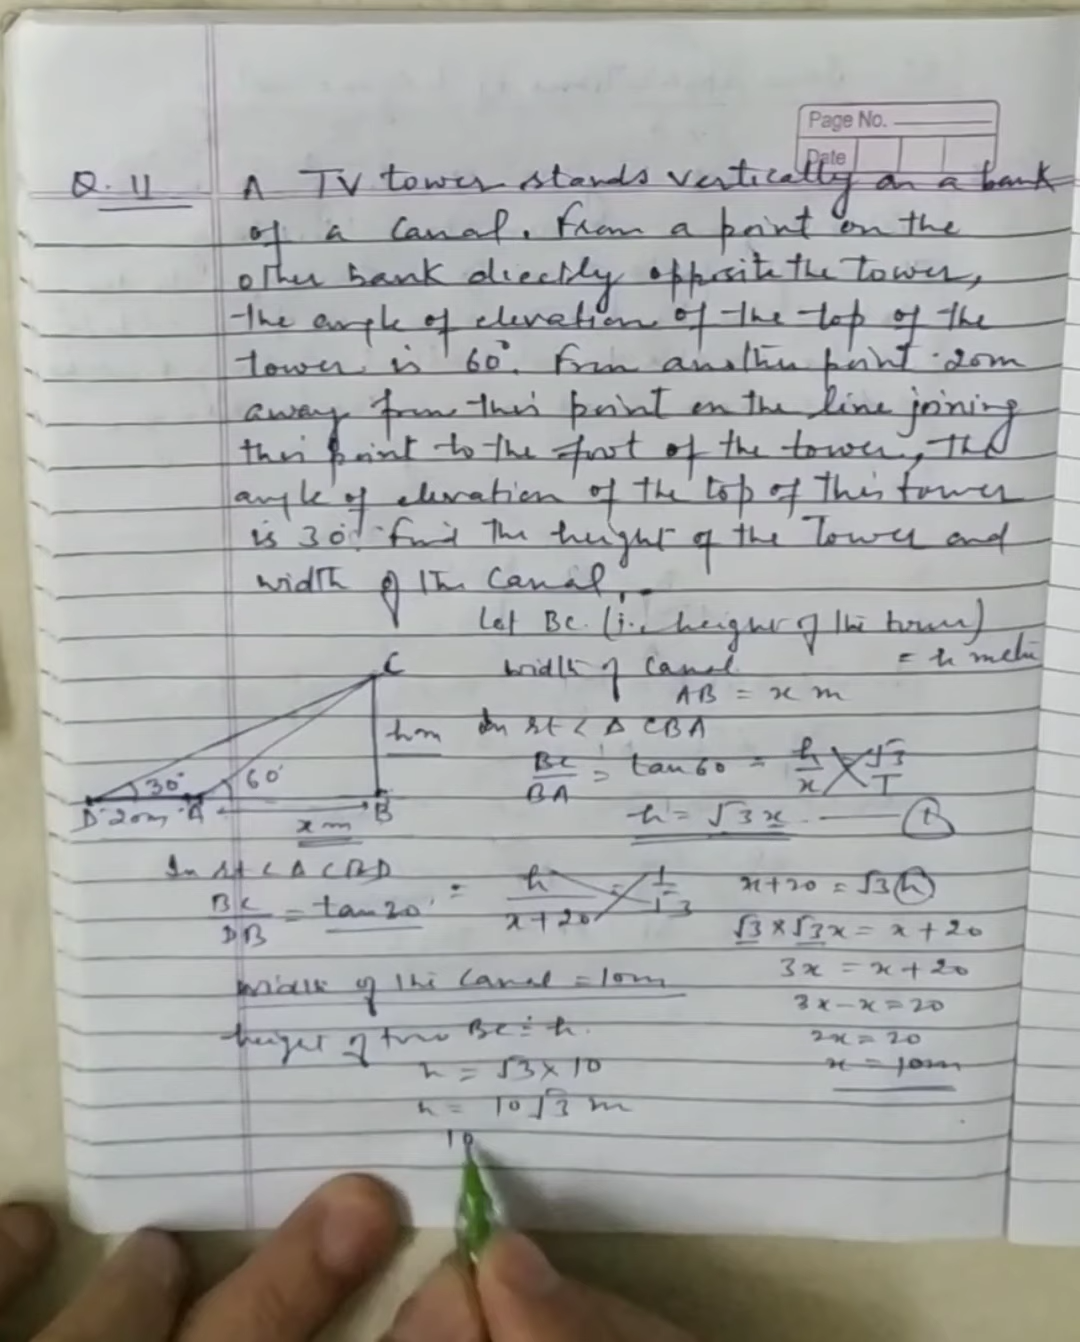 Page No.
Date
Q. 11 A TV tower stands vertically on a bank
of a canal. From a point on the
other bank directly opposite the tower,
the angle of elevation of the top of the
tower is 60°. From another point 20m
away from this point on the line joining
this point to the foot of the tower, the
angle of elevation of the top of this tower
is 30°. Find the height of the Tower and
width of the Canal.
Let BC. (i.e. height of the tower)
= h metre
width of canal
AB = x m
C
h m
30°
60°
D 20m A
x m
B
In rt < Δ CBA
BC/BA = tan 60 = h/x √3/1
h = √3x. ①
In rt < Δ CBD
BC/DB = tan 20° = h/x+20 = 1/√3
x+20 = √3 h
√3 × √3x = x + 20
3x = x + 20
3x - x = 20
2x = 20
x = 10m
width of the Canal = 10m
height of BC = h.
h = √3 × 10
h = 10√3 m
10